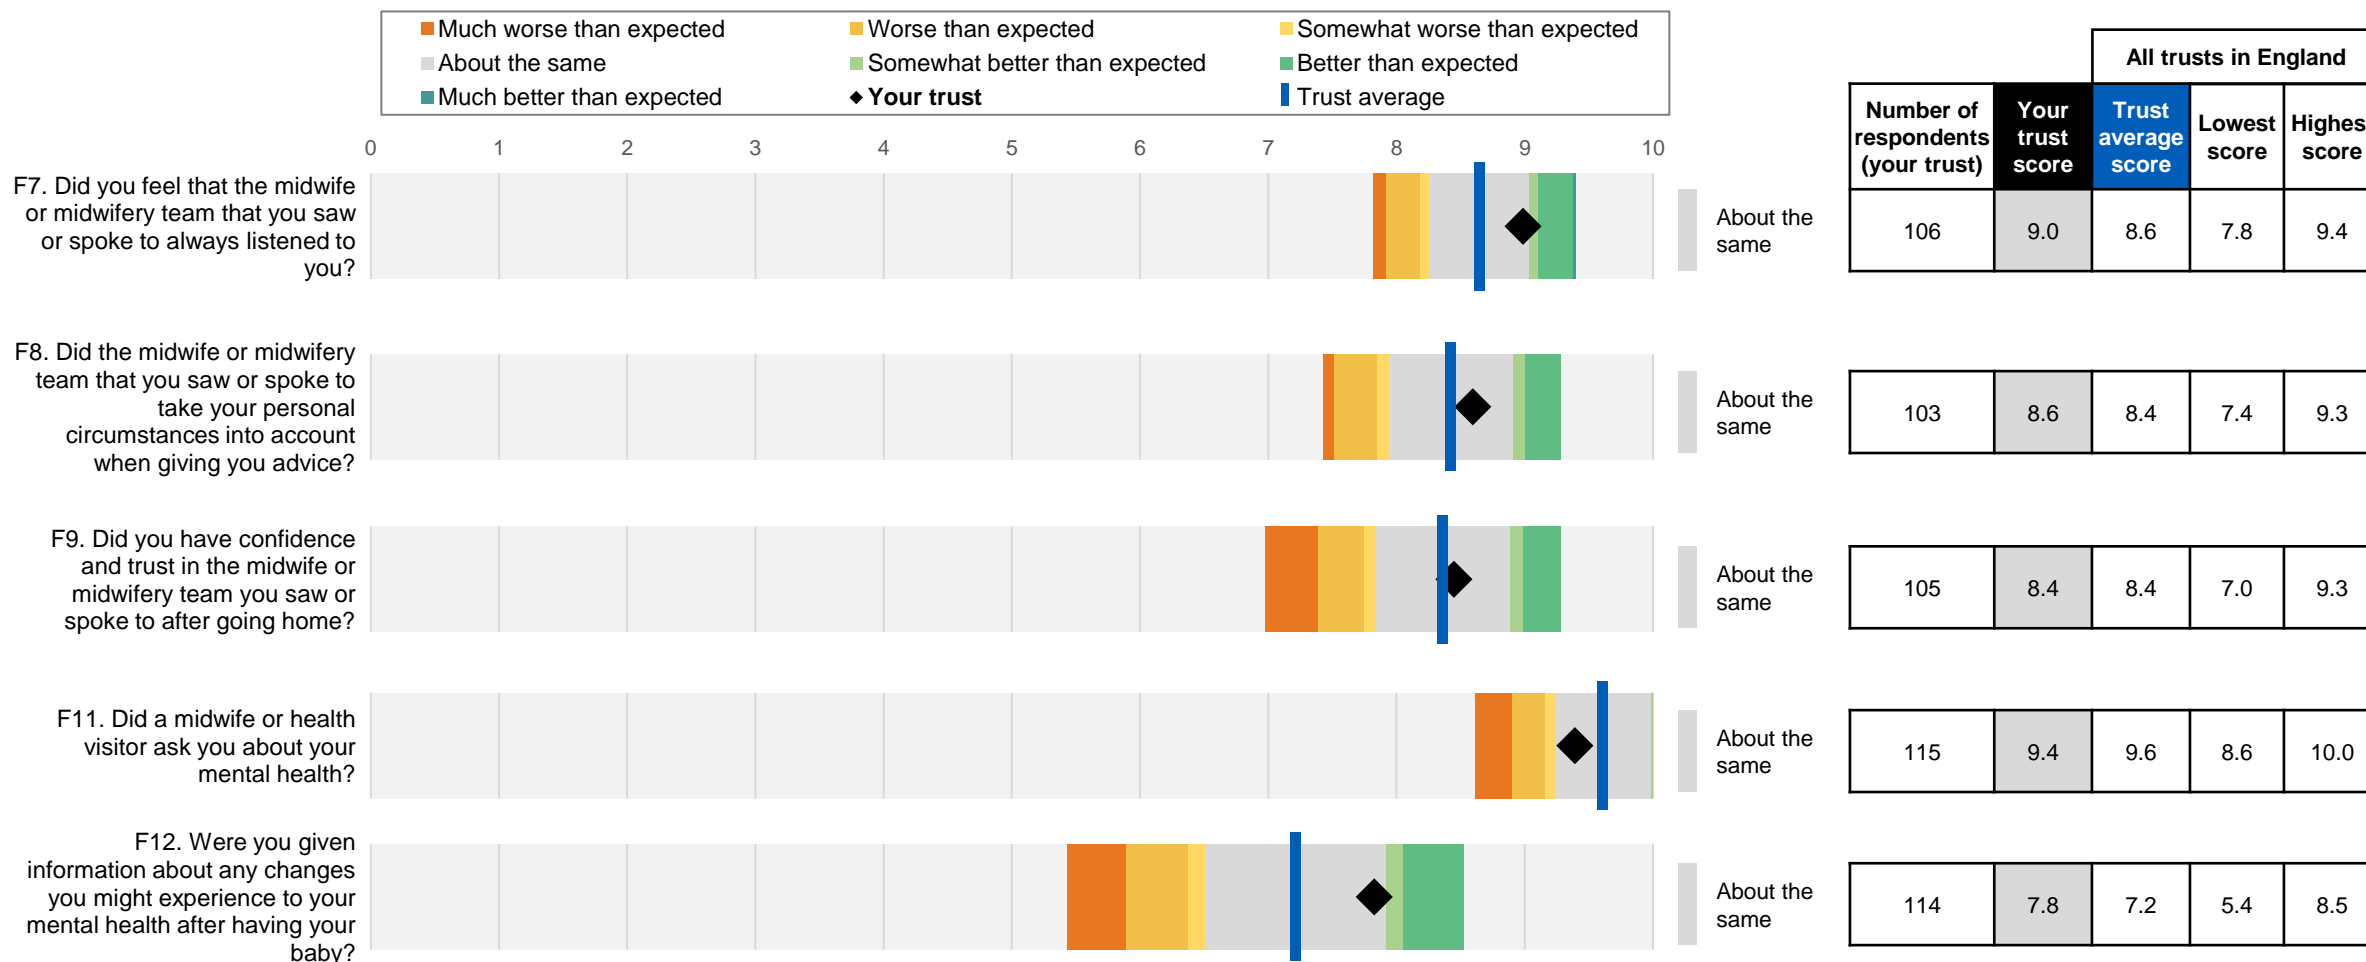 Much worse than expected
Worse than expected
Somewhat worse than expected
About the same
Somewhat better than expected
Better than expected
Much better than expected
Your trust
Trust average
All trusts in England
Number of
respondents
(your trust)
Your
trust
score
Trust
average
score
Lowest
score
Highes
score
0 1 2 3 4 5 6 7 8 9 10
F7. Did you feel that the midwife
or midwifery team that you saw
or spoke to always listened to
you?
About the
same
106 9.0 8.6 7.8 9.4
F8. Did the midwife or midwifery
team that you saw or spoke to
take your personal
circumstances into account
when giving you advice?
About the
same
103 8.6 8.4 7.4 9.3
F9. Did you have confidence
and trust in the midwife or
midwifery team you saw or
spoke to after going home?
About the
same
105 8.4 8.4 7.0 9.3
F11. Did a midwife or health
visitor ask you about your
mental health?
About the
same
115 9.4 9.6 8.6 10.0
F12. Were you given
information about any changes
you might experience to your
mental health after having your
baby?
About the
same
114 7.8 7.2 5.4 8.5